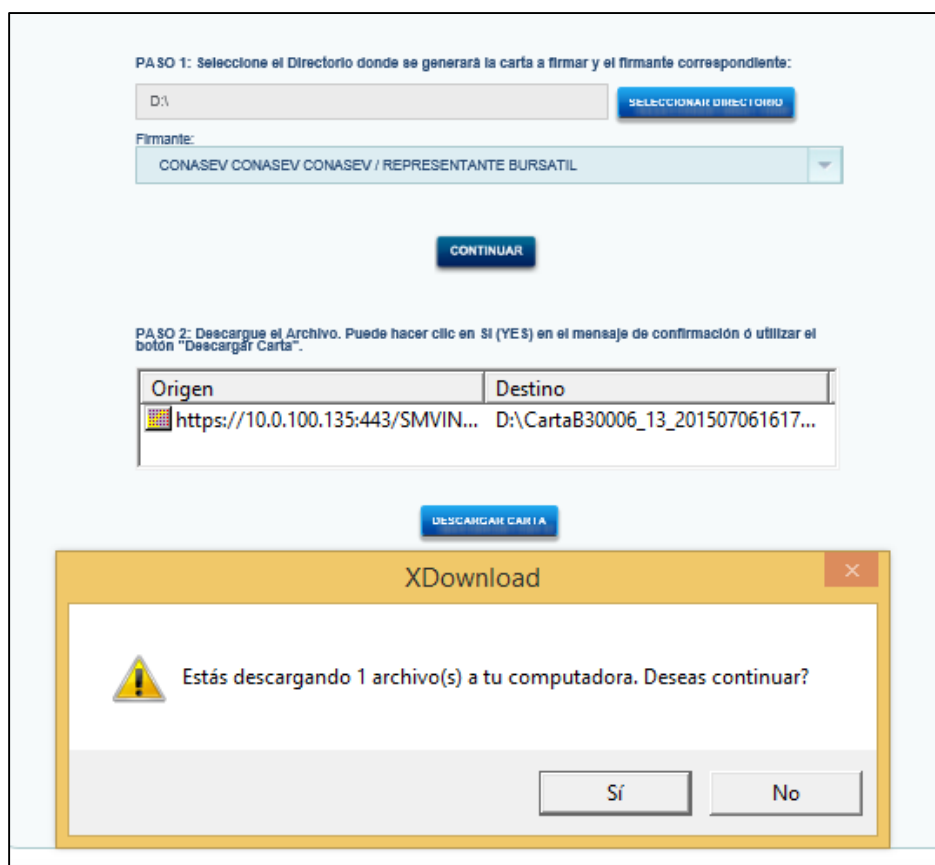 PASO 1: Seleccione el Directorio donde se generará la carta a firmar y el firmante correspondiente:
D:\
SELECCIONAR DIRECTORIO
Firmante:
CONASEV CONASEV CONASEV / REPRESENTANTE BURSATIL
CONTINUAR
PASO 2: Descargue el Archivo. Puede hacer clic en SI (YES) en el mensaje de confirmación ó utilizar el
botón "Descargar Carta".
Origen Destino
https://10.0.100.135:443/SMVIN... D:\CartaB30006_13_201507061617...
DESCARGAR CARTA
XDownload
Estás descargando 1 archivo(s) a tu computadora. Deseas continuar?
Sí No